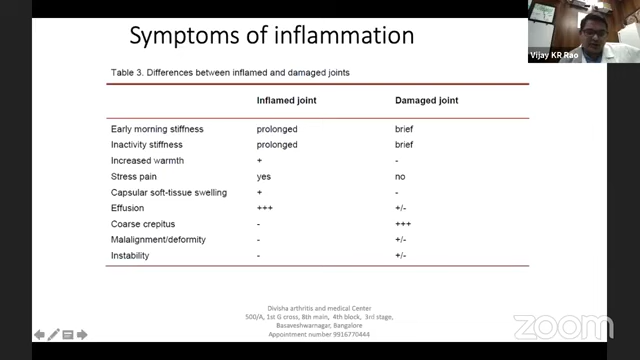 Symptoms of inflammation
Vijay KR Rao
Table 3. Differences between inflamed and damaged joints
Inflamed joint Damaged joint
Early morning stiffness prolonged brief
Inactivity stiffness prolonged brief
Increased warmth + -
Stress pain yes no
Capsular soft-tissue swelling + -
Effusion +++ +/-
Coarse crepitus - +++
Malalignment/deformity - +/-
Instability - +/-
Divisha arthritis and medical Center
500/A, 1st G cross, 8th main, 4th block, 3rd stage,
Basaveshwarnagar, Bangalore
Appointment number 9916770444
zoom